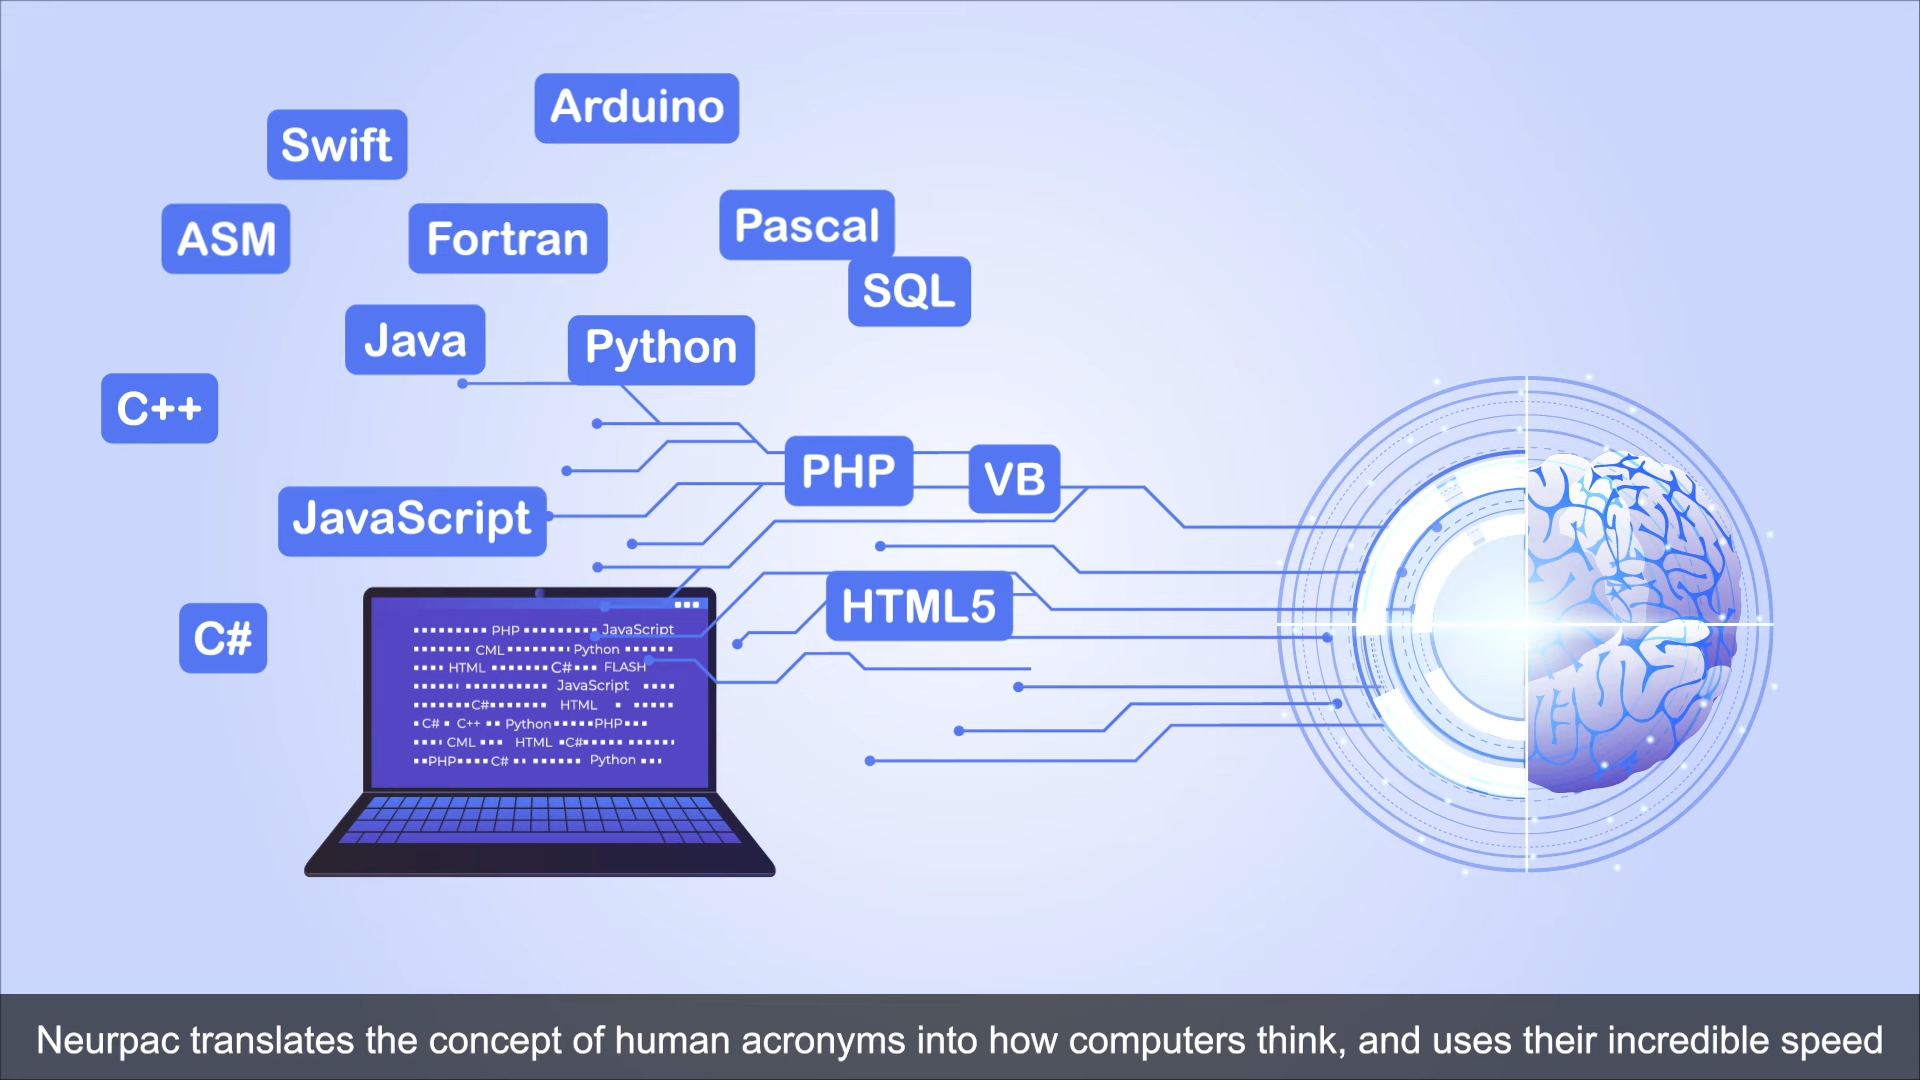 Arduino
Swift
Pascal
ASM
Fortran
SQL
Java
Python
C++
PHP
VB
JavaScript
HTML5
C#
PHP JavaScript
CML Python
HTML C# FLASH
JavaScript
C# HTML
C# C++ Python PHP
CML HTML C#
PHP C# Python
Neurpac translates the concept of human acronyms into how computers think, and uses their incredible speed